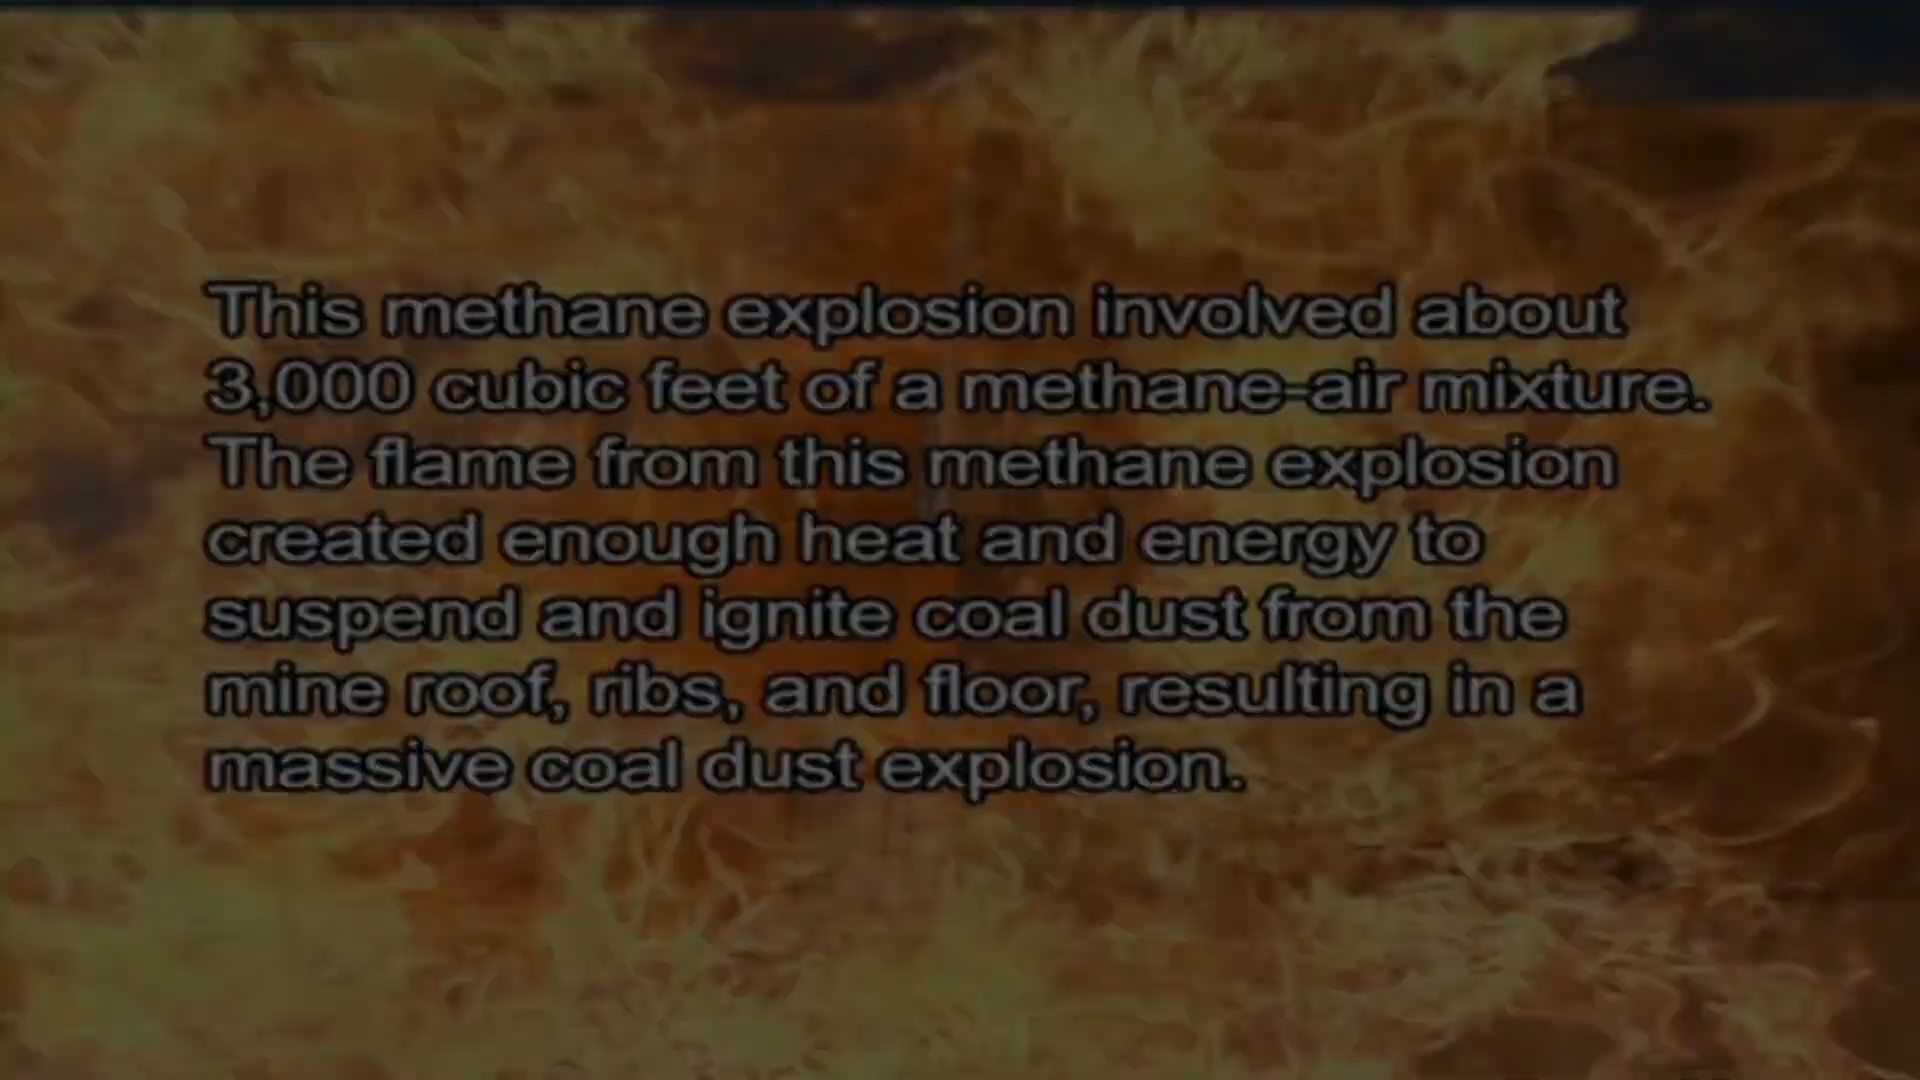 This methane explosion involved about
3,000 cubic feet of a methane-air mixture.
The flame from this methane explosion
created enough heat and energy to
suspend and ignite coal dust from the
mine roof, ribs, and floor, resulting in a
massive coal dust explosion.